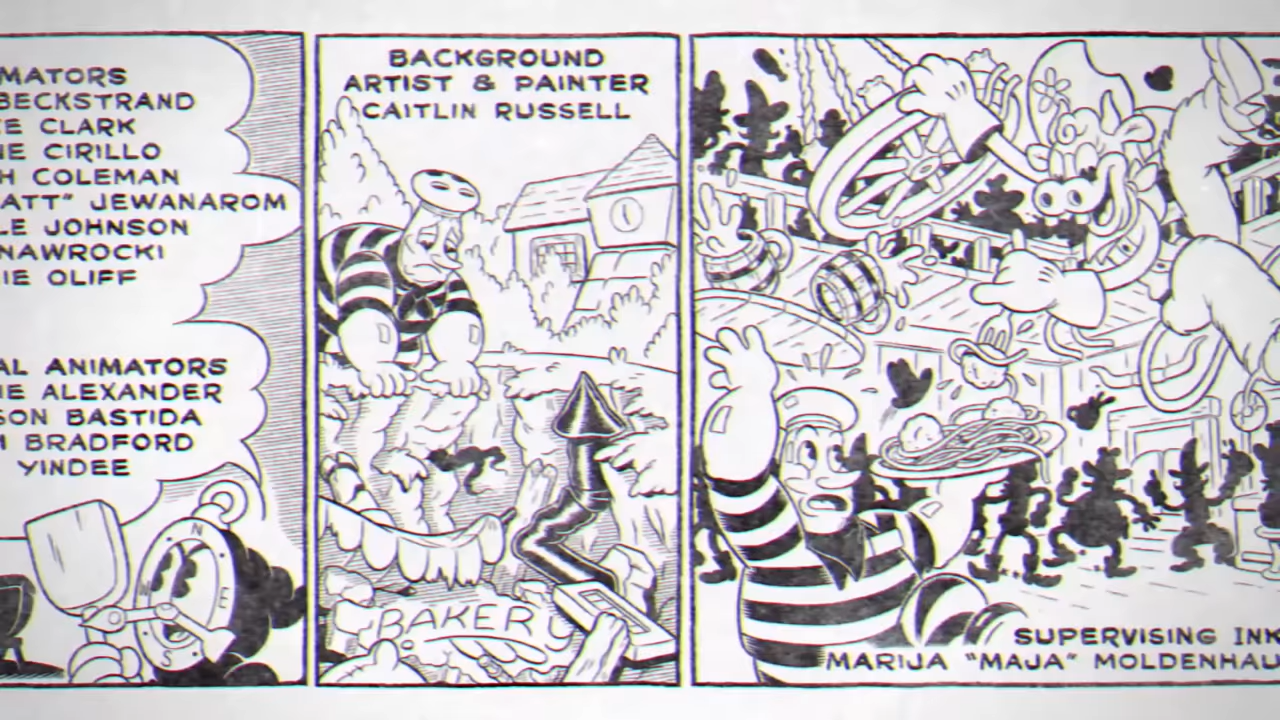 MATORS
BECKSTRAND
E CLARK
NE CIRILLO
H COLEMAN
ATT" JEWANAROM
LE JOHNSON
NAWROCKI
IE OLIFF
AL ANIMATORS
IE ALEXANDER
SON BASTIDA
BRADFORD
YINDEE
N
E
S
W
BACKGROUND
ARTIST & PAINTER
CAITLIN RUSSELL
BAKERY
SUPERVISING INK
MARIJA "MAJA" MOLDENHAU